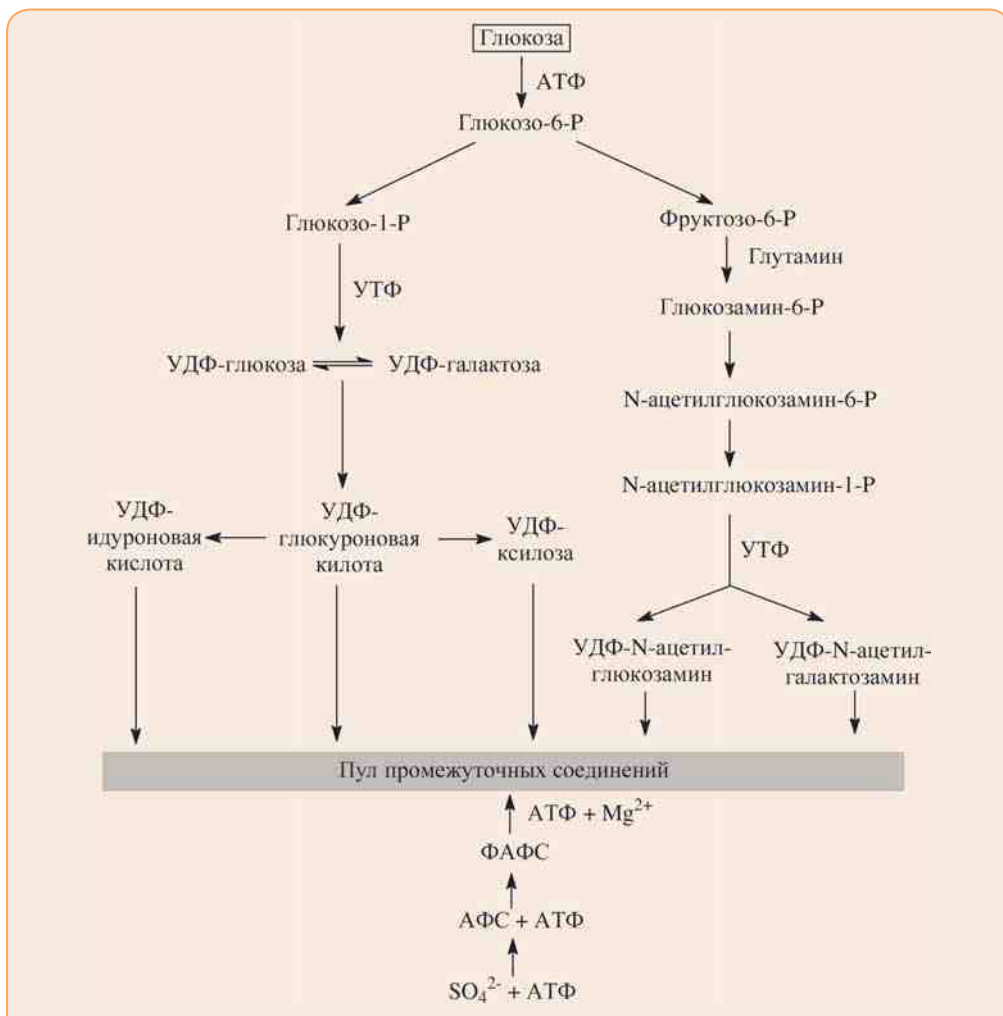 Глюкоза
АТФ
Глюкозо-6-Р
Глюкозо-1-Р
Фруктозо-6-Р
Глутамин
УТФ
Глюкозамин-6-Р
УДФ-глюкоза
УДФ-галактоза
N-ацетилглюкозамин-6-Р
N-ацетилглюкозамин-1-Р
УДФ-
идуроновая
кислота
УДФ-
глюкуроновая
килота
УДФ-
ксилоза
УТФ
УДФ-N-ацетил-
глюкозамин
УДФ-N-ацетил-
галактозамин
Пул промежуточных соединений
АТФ + Mg²⁺
ФАФС
АФС + АТФ
SO₄²⁻ + АТФ